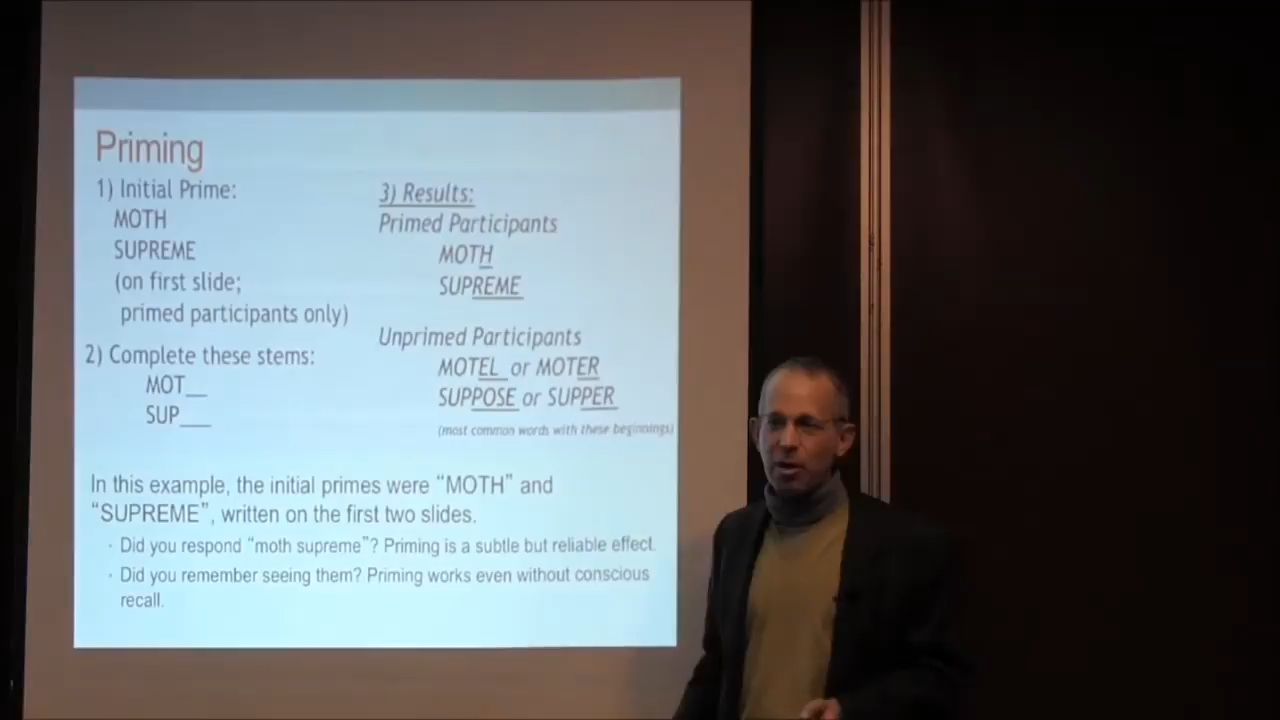 Priming
1) Initial Prime:
MOTH
SUPREME
(on first slide;
primed participants only)
2) Complete these stems:
MOT__
SUP___
3) Results:
Primed Participants
MOTH
SUPREME
Unprimed Participants
MOTEL or MOTER
SUPPOSE or SUPPER
(most common words with these beginnings)
In this example, the initial primes were “MOTH” and
“SUPREME”, written on the first two slides.
· Did you respond “moth supreme”? Priming is a subtle but reliable effect.
· Did you remember seeing them? Priming works even without conscious
recall.